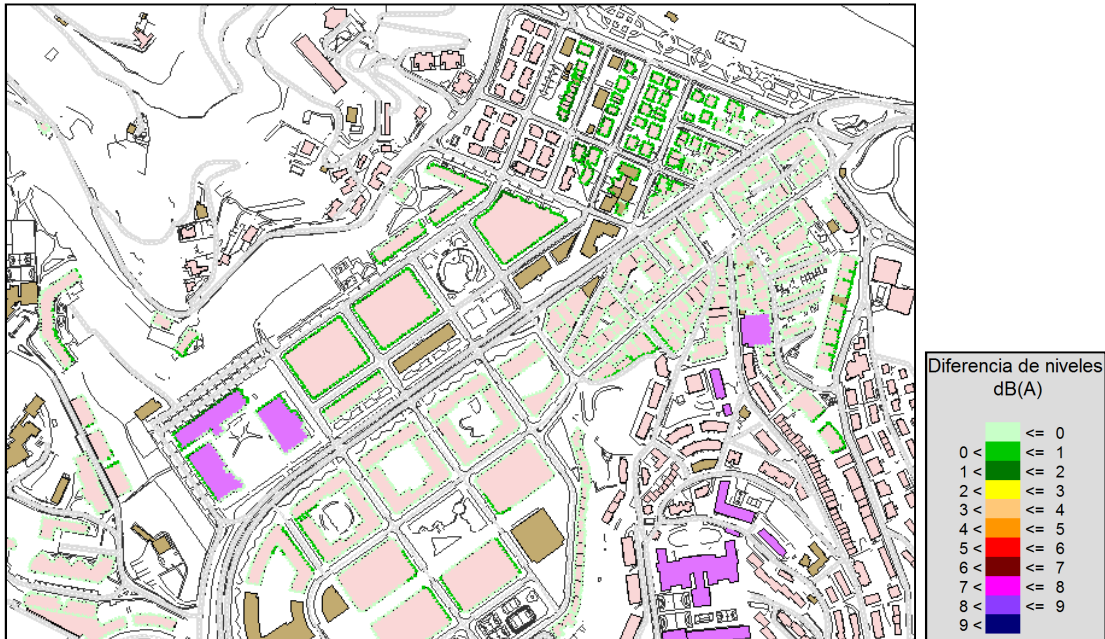 Diferencia de niveles
dB(A)
<= 0
0 < <= 1
1 < <= 2
2 < <= 3
3 < <= 4
4 < <= 5
5 < <= 6
6 < <= 7
7 < <= 8
8 < <= 9
9 <